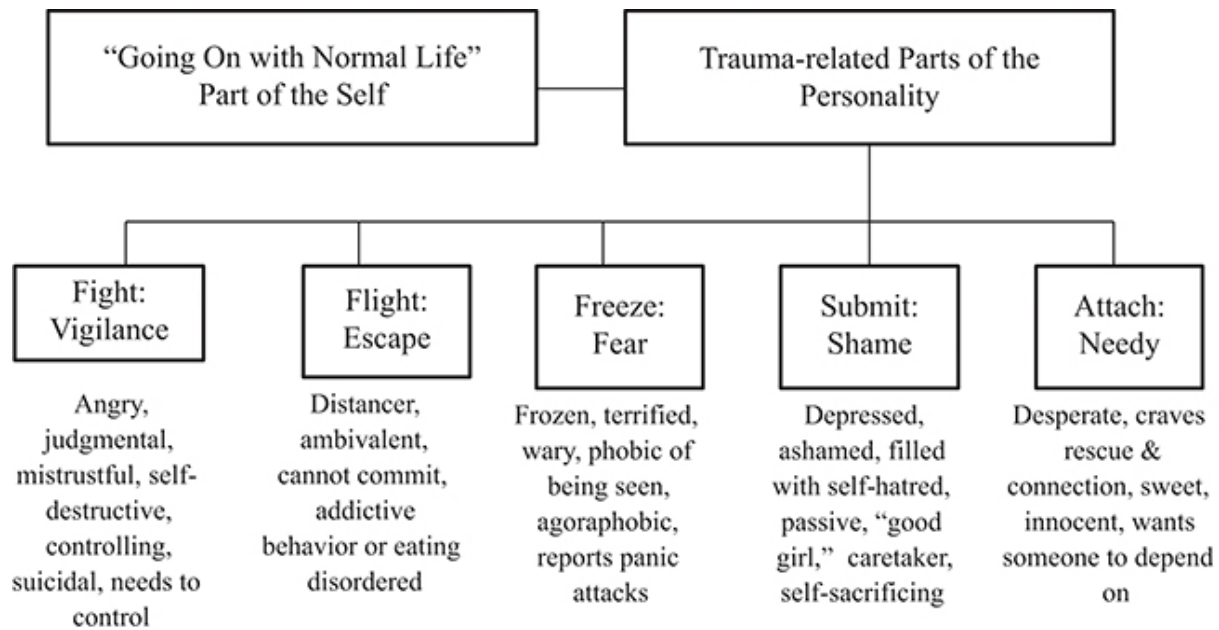 “Going On with Normal Life”
Part of the Self
Trauma-related Parts of the
Personality
Fight:
Vigilance
Flight:
Escape
Freeze:
Fear
Submit:
Shame
Attach:
Needy
Angry,
judgmental,
mistrustful, self-
destructive,
controlling,
suicidal, needs to
control
Distancer,
ambivalent,
cannot commit,
addictive
behavior or eating
disordered
Frozen, terrified,
wary, phobic of
being seen,
agoraphobic,
reports panic
attacks
Depressed,
ashamed, filled
with self-hatred,
passive, “good
girl,” caretaker,
self-sacrificing
Desperate, craves
rescue &
connection, sweet,
innocent, wants
someone to depend
on